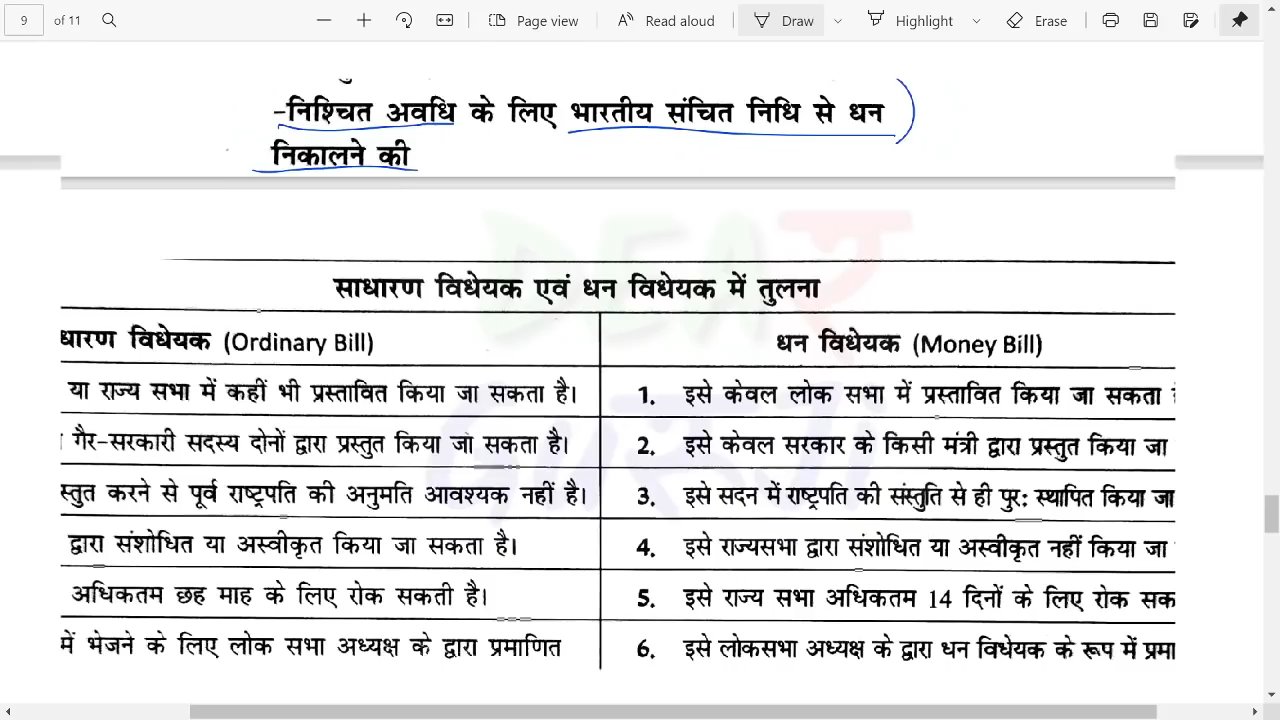 9 of 11 Page view Read aloud Draw Highlight Erase
-निश्चित अवधि के लिए भारतीय संचित निधि से धन
निकालने की
DEAR
GURUJI
साधारण विधेयक एवं धन विधेयक में तुलना
धारण विधेयक (Ordinary Bill) धन विधेयक (Money Bill)
या राज्य सभा में कहीं भी प्रस्तावित किया जा सकता है। 1. इसे केवल लोक सभा में प्रस्तावित किया जा सकता
गैर-सरकारी सदस्य दोनों द्वारा प्रस्तुत किया जा सकता है। 2. इसे केवल सरकार के किसी मंत्री द्वारा प्रस्तुत किया जा
स्तुत करने से पूर्व राष्ट्रपति की अनुमति आवश्यक नहीं है। 3. इसे सदन में राष्ट्रपति की संस्तुति से ही पुर: स्थापित किया जा
द्वारा संशोधित या अस्वीकृत किया जा सकता है। 4. इसे राज्यसभा द्वारा संशोधित या अस्वीकृत नहीं किया जा
अधिकतम छह माह के लिए रोक सकती है। 5. इसे राज्य सभा अधिकतम 14 दिनों के लिए रोक सक
में भेजने के लिए लोक सभा अध्यक्ष के द्वारा प्रमाणित 6. इसे लोकसभा अध्यक्ष के द्वारा धन विधेयक के रूप में प्रमा